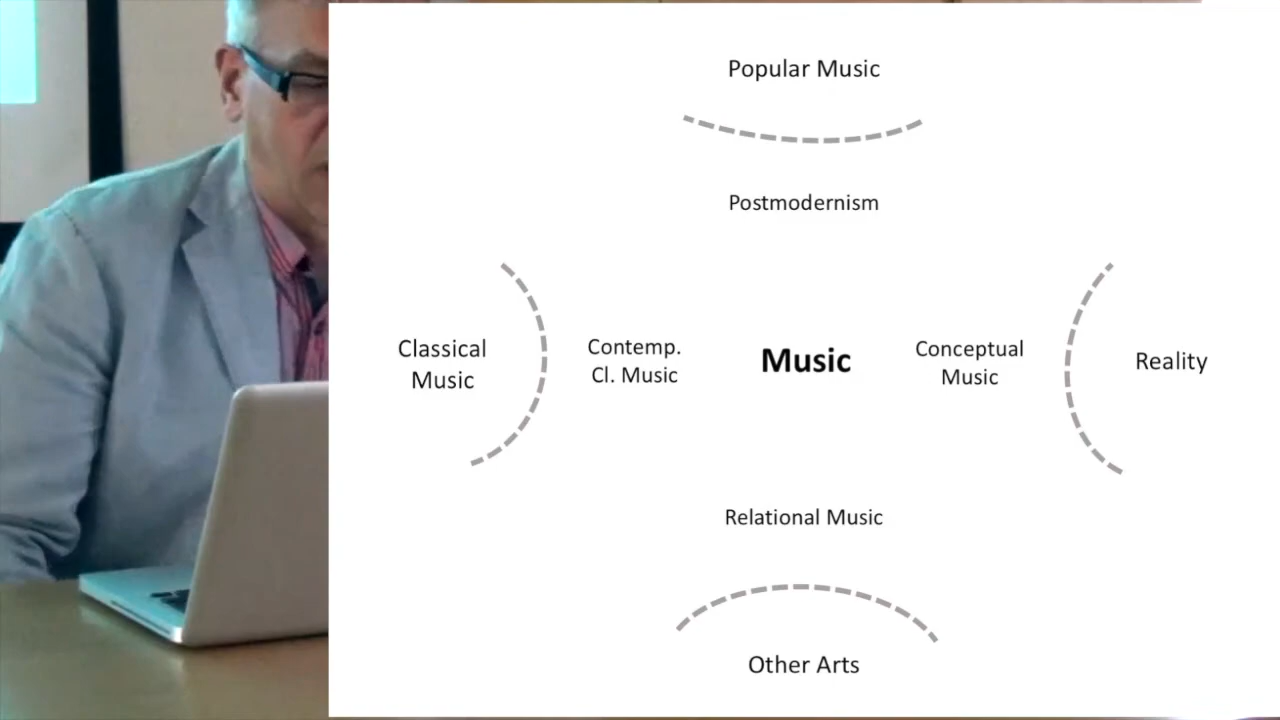 Popular Music
Postmodernism
Classical
Music
Contemp.
Cl. Music
Music
Conceptual
Music
Reality
Relational Music
Other Arts